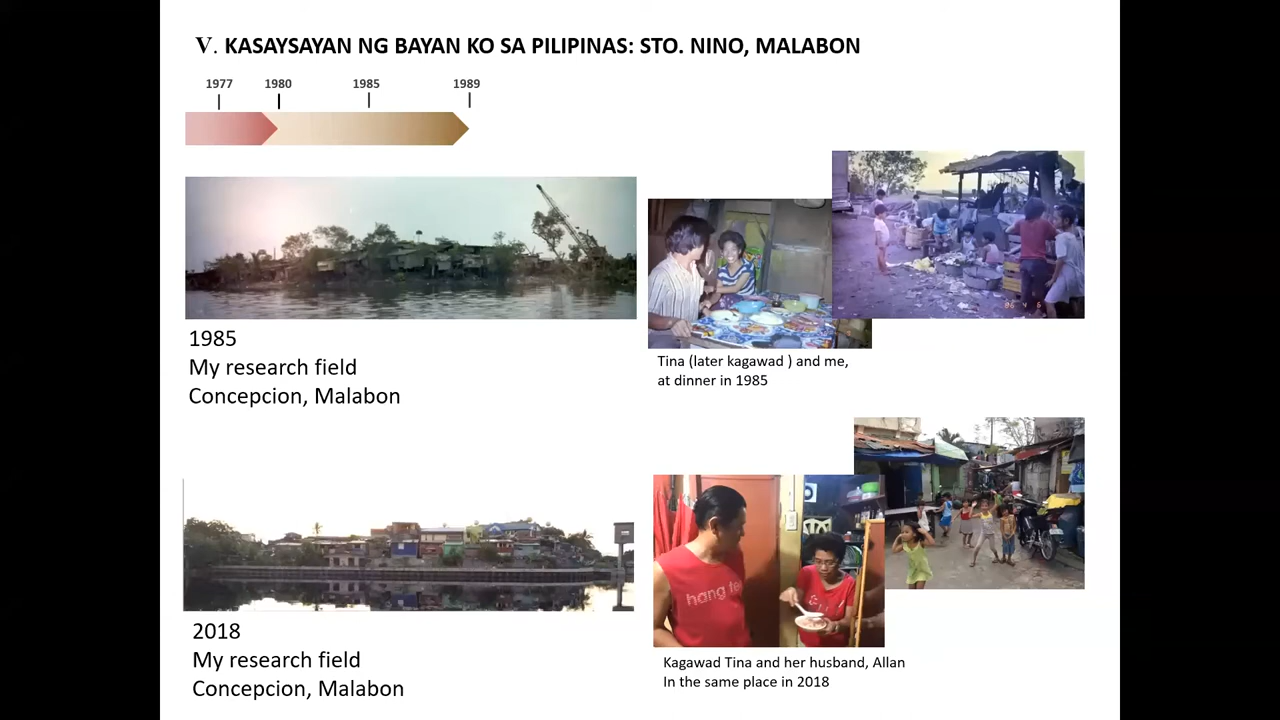 V. KASAYSAYAN NG BAYAN KO SA PILIPINAS: STO. NINO, MALABON
1977 1980 1985 1989
1985
My research field
Concepcion, Malabon
Tina (later kagawad ) and me,
at dinner in 1985
2018
My research field
Concepcion, Malabon
hang te
Kagawad Tina and her husband, Allan
In the same place in 2018